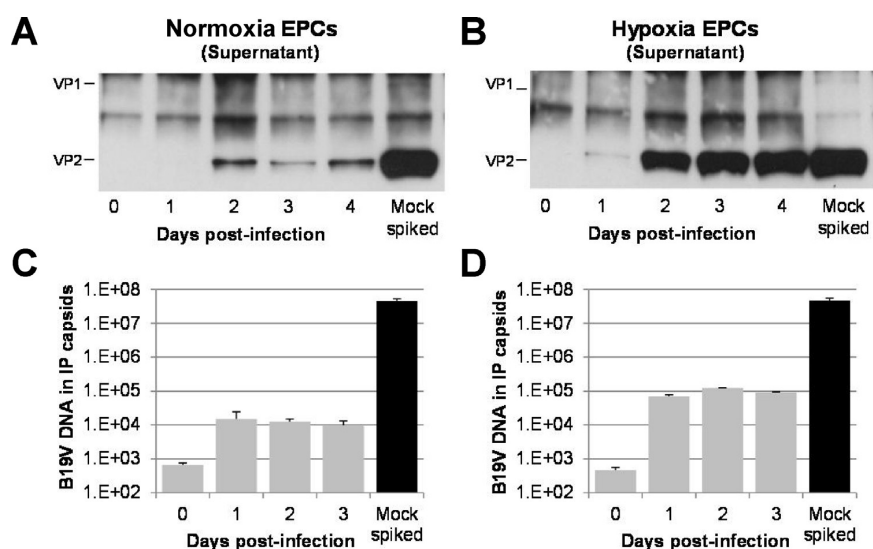 A
Normoxia EPCs
(Supernatant)
VP1
VP2
0 1 2 3 4 Mock
spiked
Days post-infection
B
Hypoxia EPCs
(Supernatant)
VP1
VP2
0 1 2 3 4 Mock
spiked
Days post-infection
C
B19V DNA in IP capsids
1.E+08
1.E+07
1.E+06
1.E+05
1.E+04
1.E+03
1.E+02
0 1 2 3 Mock
spiked
Days post-infection
D
B19V DNA in IP capsids
1.E+08
1.E+07
1.E+06
1.E+05
1.E+04
1.E+03
1.E+02
0 1 2 3 Mock
spiked
Days post-infection